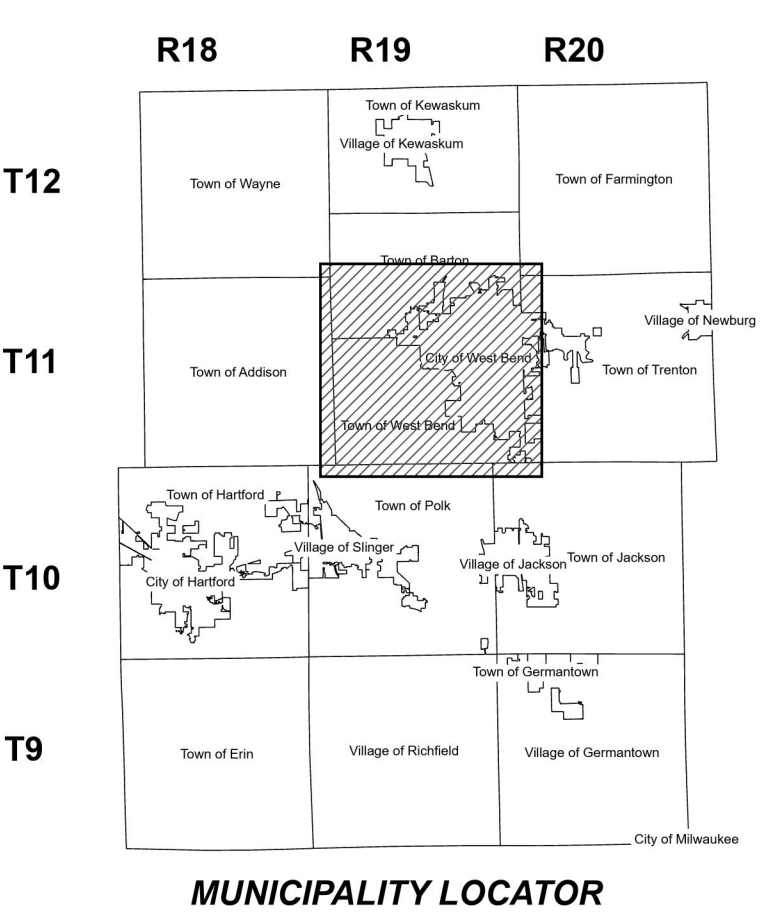 R18 R19 R20
Town of Kewaskum
Village of Kewaskum
T12
Town of Wayne
Town of Farmington
Town of Barton
Village of Newburg
T11
City of West Bend
Town of Addison
Town of Trenton
Town of West Bend
Town of Hartford
Town of Polk
Village of Slinger
Village of Jackson
Town of Jackson
T10
City of Hartford
Town of Germantown
T9
Town of Erin
Village of Richfield
Village of Germantown
City of Milwaukee
MUNICIPALITY LOCATOR